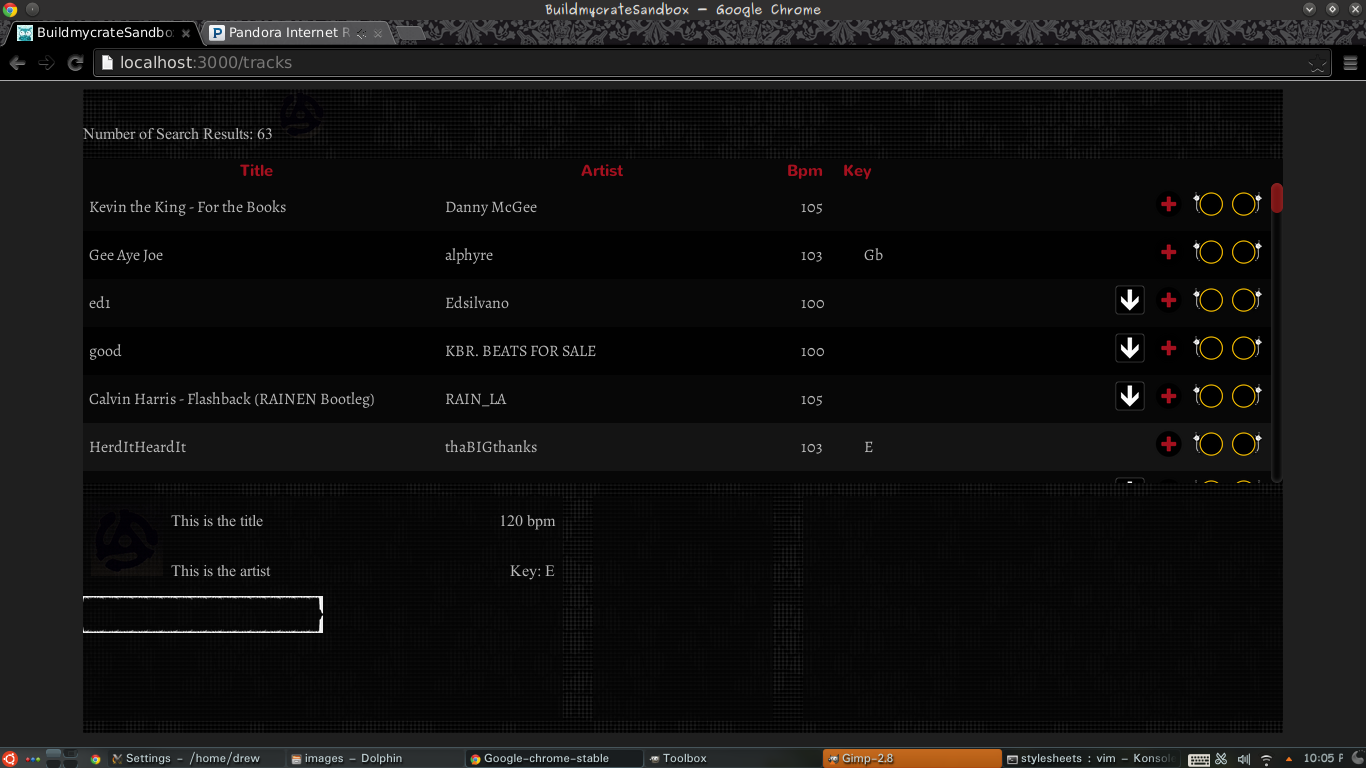 BuildmycrateSandbox – Google Chrome
BuildmycrateSandbo
Pandora Internet R
localhost:3000/tracks
Number of Search Results: 63
Title Artist Bpm Key
Kevin the King - For the Books Danny McGee 105
Gee Aye Joe alphyre 103 Gb
ed1 Edsilvano 100
good KBR. BEATS FOR SALE 100
Calvin Harris - Flashback (RAINEN Bootleg) RAIN_LA 105
HerdItHeardIt thaBIGthanks 103 E
This is the title 120 bpm
This is the artist Key: E
Settings – /home/drew
images – Dolphin
Google-chrome-stable
Toolbox
Gimp-2.8
stylesheets : vim – Konsol
10:05 P